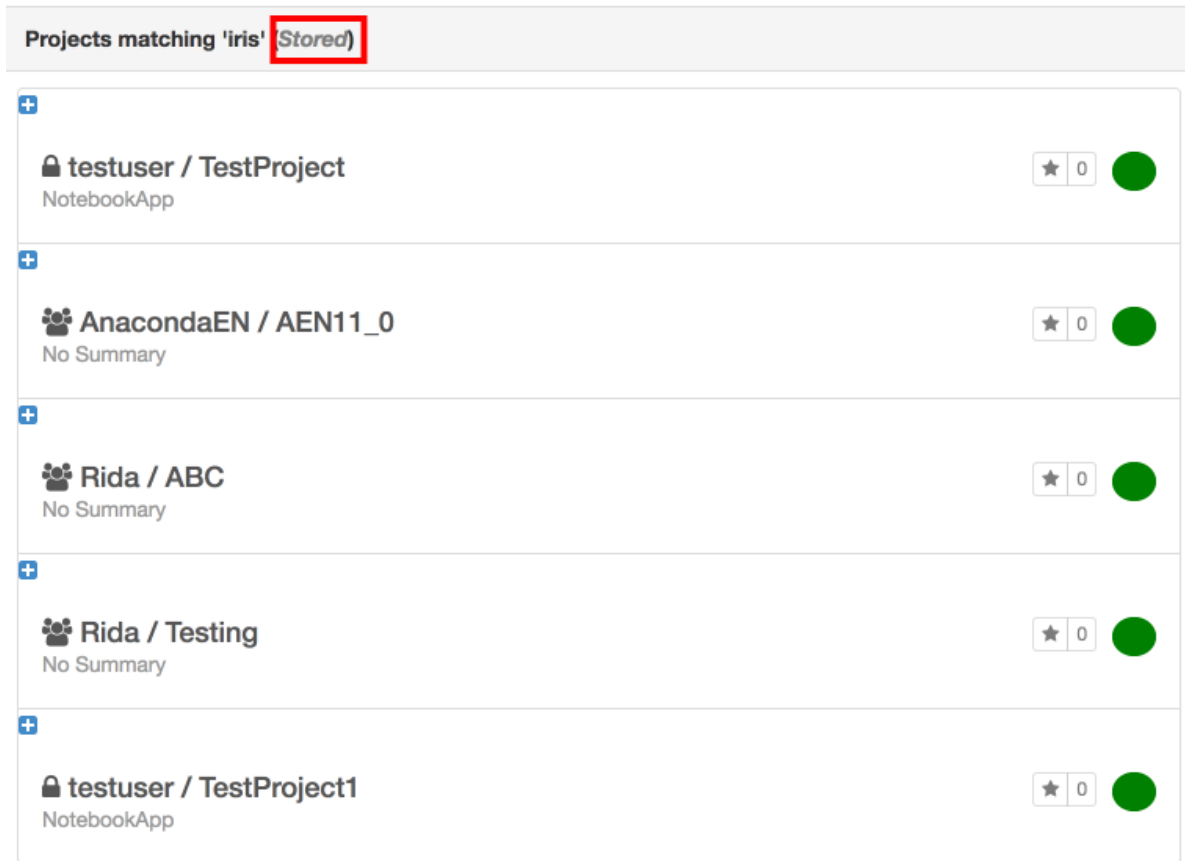 Projects matching 'iris' (Stored)
testuser / TestProject
0
NotebookApp
AnacondaEN / AEN11_0
0
No Summary
Rida / ABC
0
No Summary
Rida / Testing
0
No Summary
testuser / TestProject1
0
NotebookApp